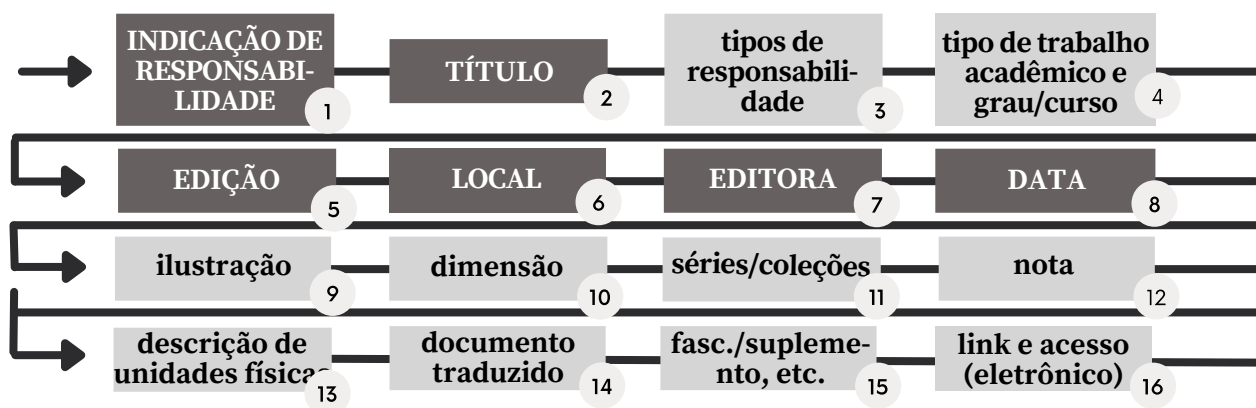 INDICAÇÃO DE
RESPONSABI-
LIDADE
1
TÍTULO
2
tipos de
responsabili-
dade
3
tipo de trabalho
acadêmico e
grau/curso
4
EDIÇÃO
5
LOCAL
6
EDITORA
7
DATA
8
ilustração
9
dimensão
10
séries/coleções
11
nota
12
descrição de
unidades físicas
13
documento
traduzido
14
fasc./supleme-
nto, etc.
15
link e acesso
(eletrônico)
16